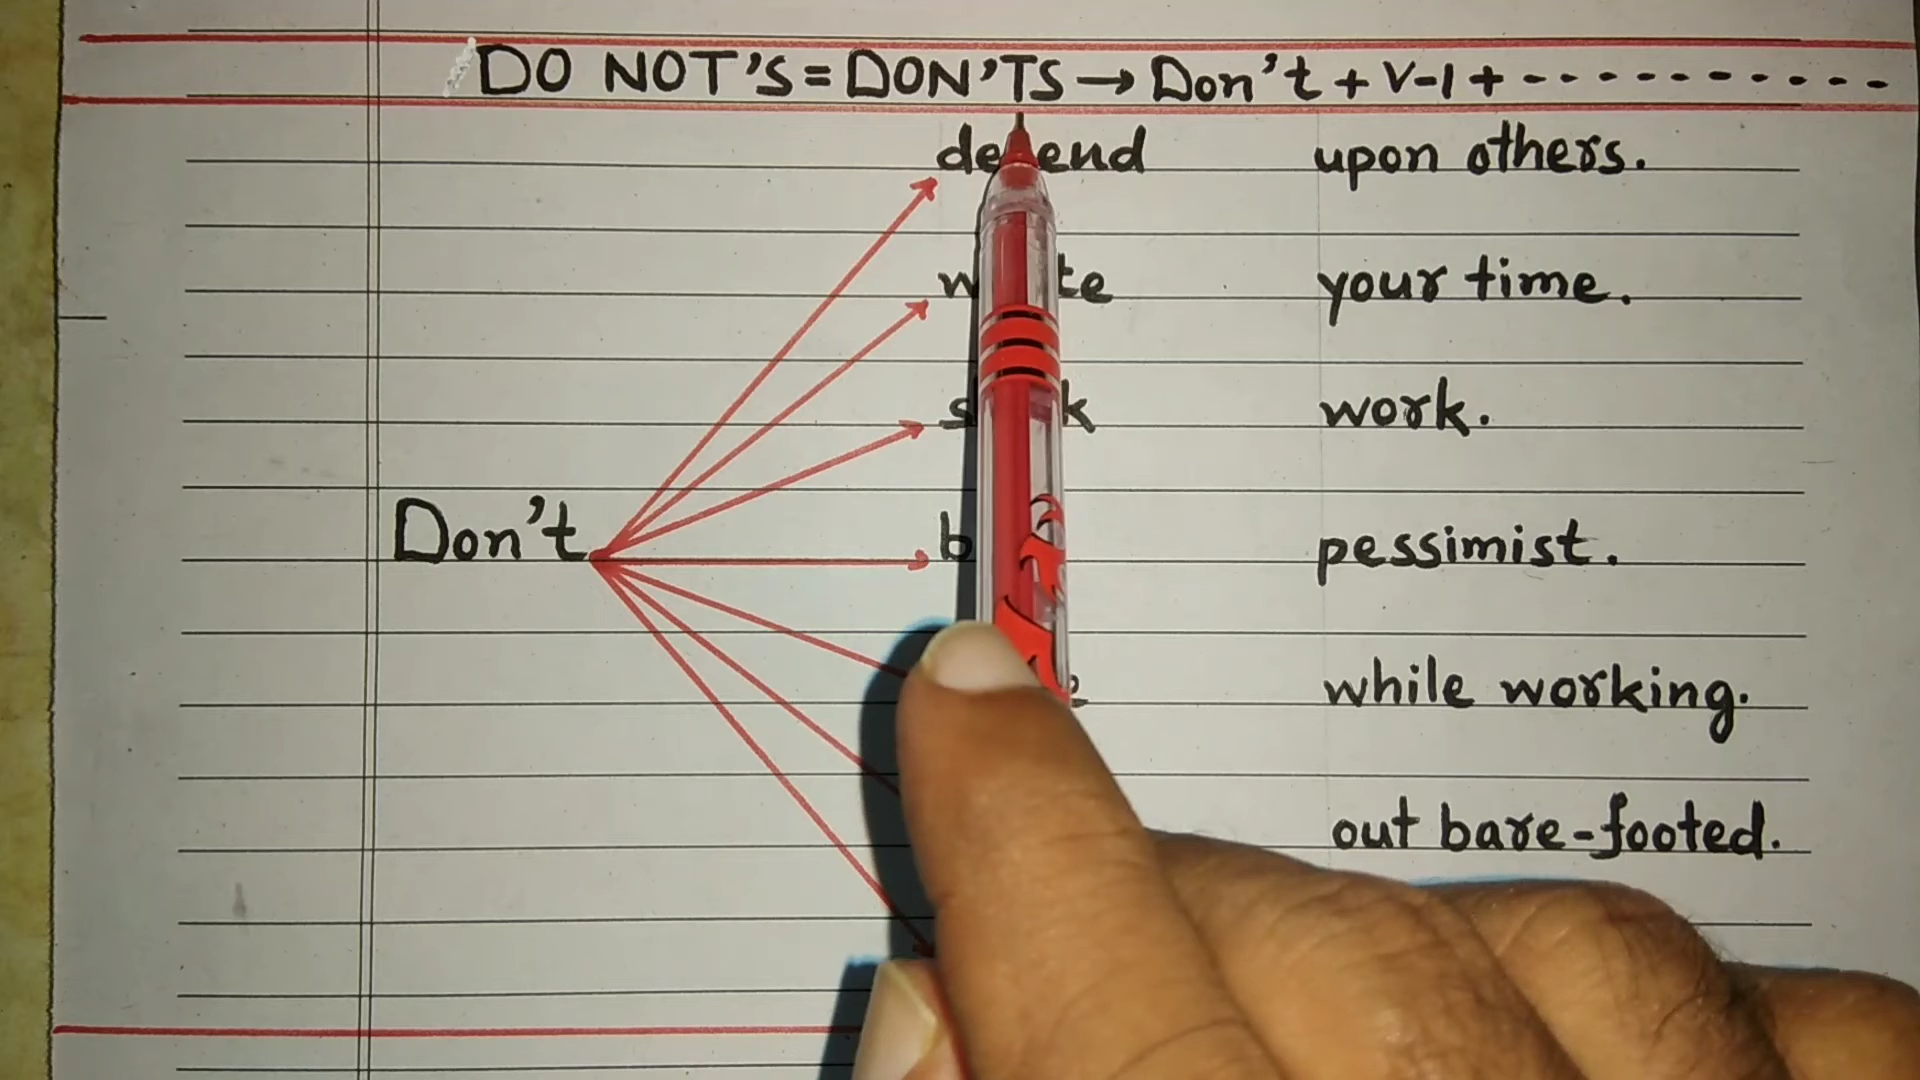 DO NOT'S = DON'TS → Don't + V-1 + - - - - - - - - - - -
upon others.
your time.
work.
Don't pessimist.
while working.
out bare-footed.